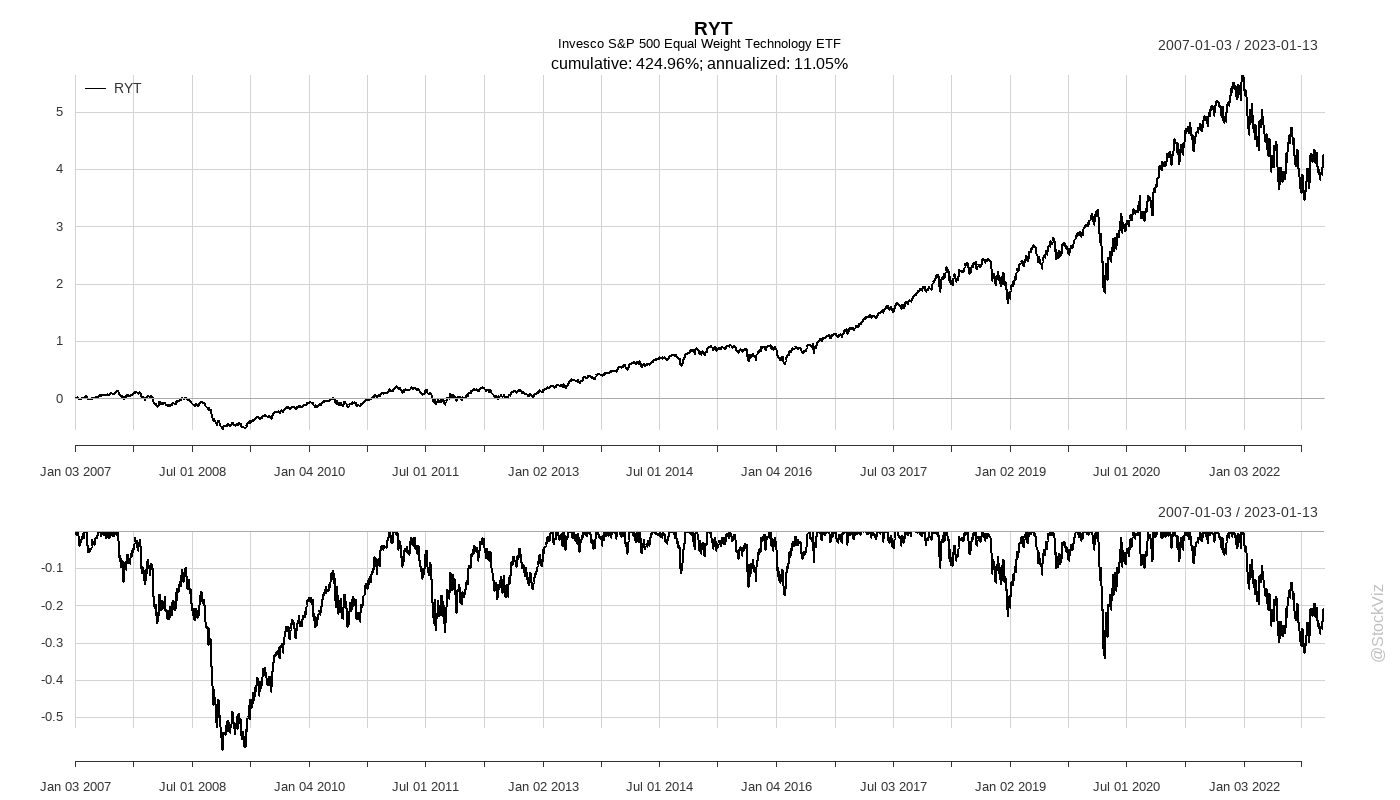 RYT
Invesco S&P 500 Equal Weight Technology ETF
cumulative: 424.96%; annualized: 11.05%
2007-01-03 / 2023-01-13
RYT
5
4
3
2
1
0
Jan 03 2007 Jul 01 2008 Jan 04 2010 Jul 01 2011 Jan 02 2013 Jul 01 2014 Jan 04 2016 Jul 03 2017 Jan 02 2019 Jul 01 2020 Jan 03 2022
2007-01-03 / 2023-01-13
-0.1
-0.2
-0.3
-0.4
-0.5
Jan 03 2007 Jul 01 2008 Jan 04 2010 Jul 01 2011 Jan 02 2013 Jul 01 2014 Jan 04 2016 Jul 03 2017 Jan 02 2019 Jul 01 2020 Jan 03 2022
@StockViz